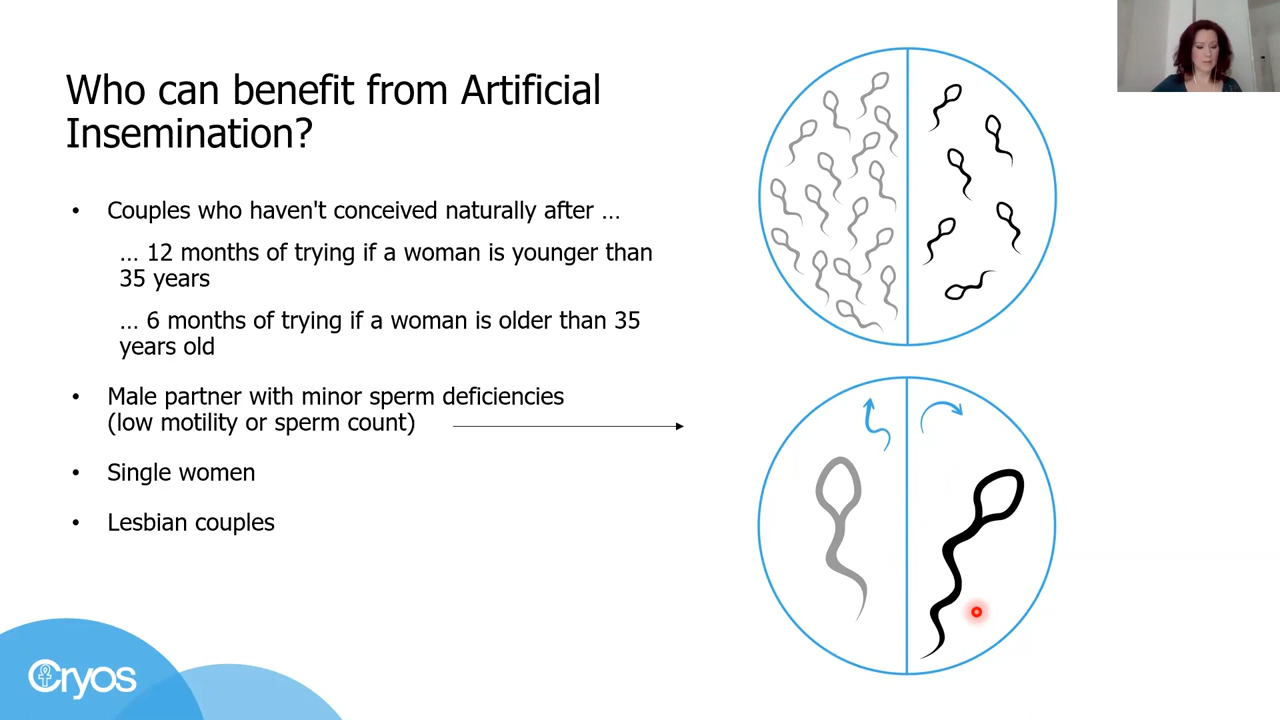 Who can benefit from Artificial
Insemination?
• Couples who haven't conceived naturally after ...
... 12 months of trying if a woman is younger than
35 years
... 6 months of trying if a woman is older than 35
years old
• Male partner with minor sperm deficiencies
(low motility or sperm count)
• Single women
• Lesbian couples
Cryos